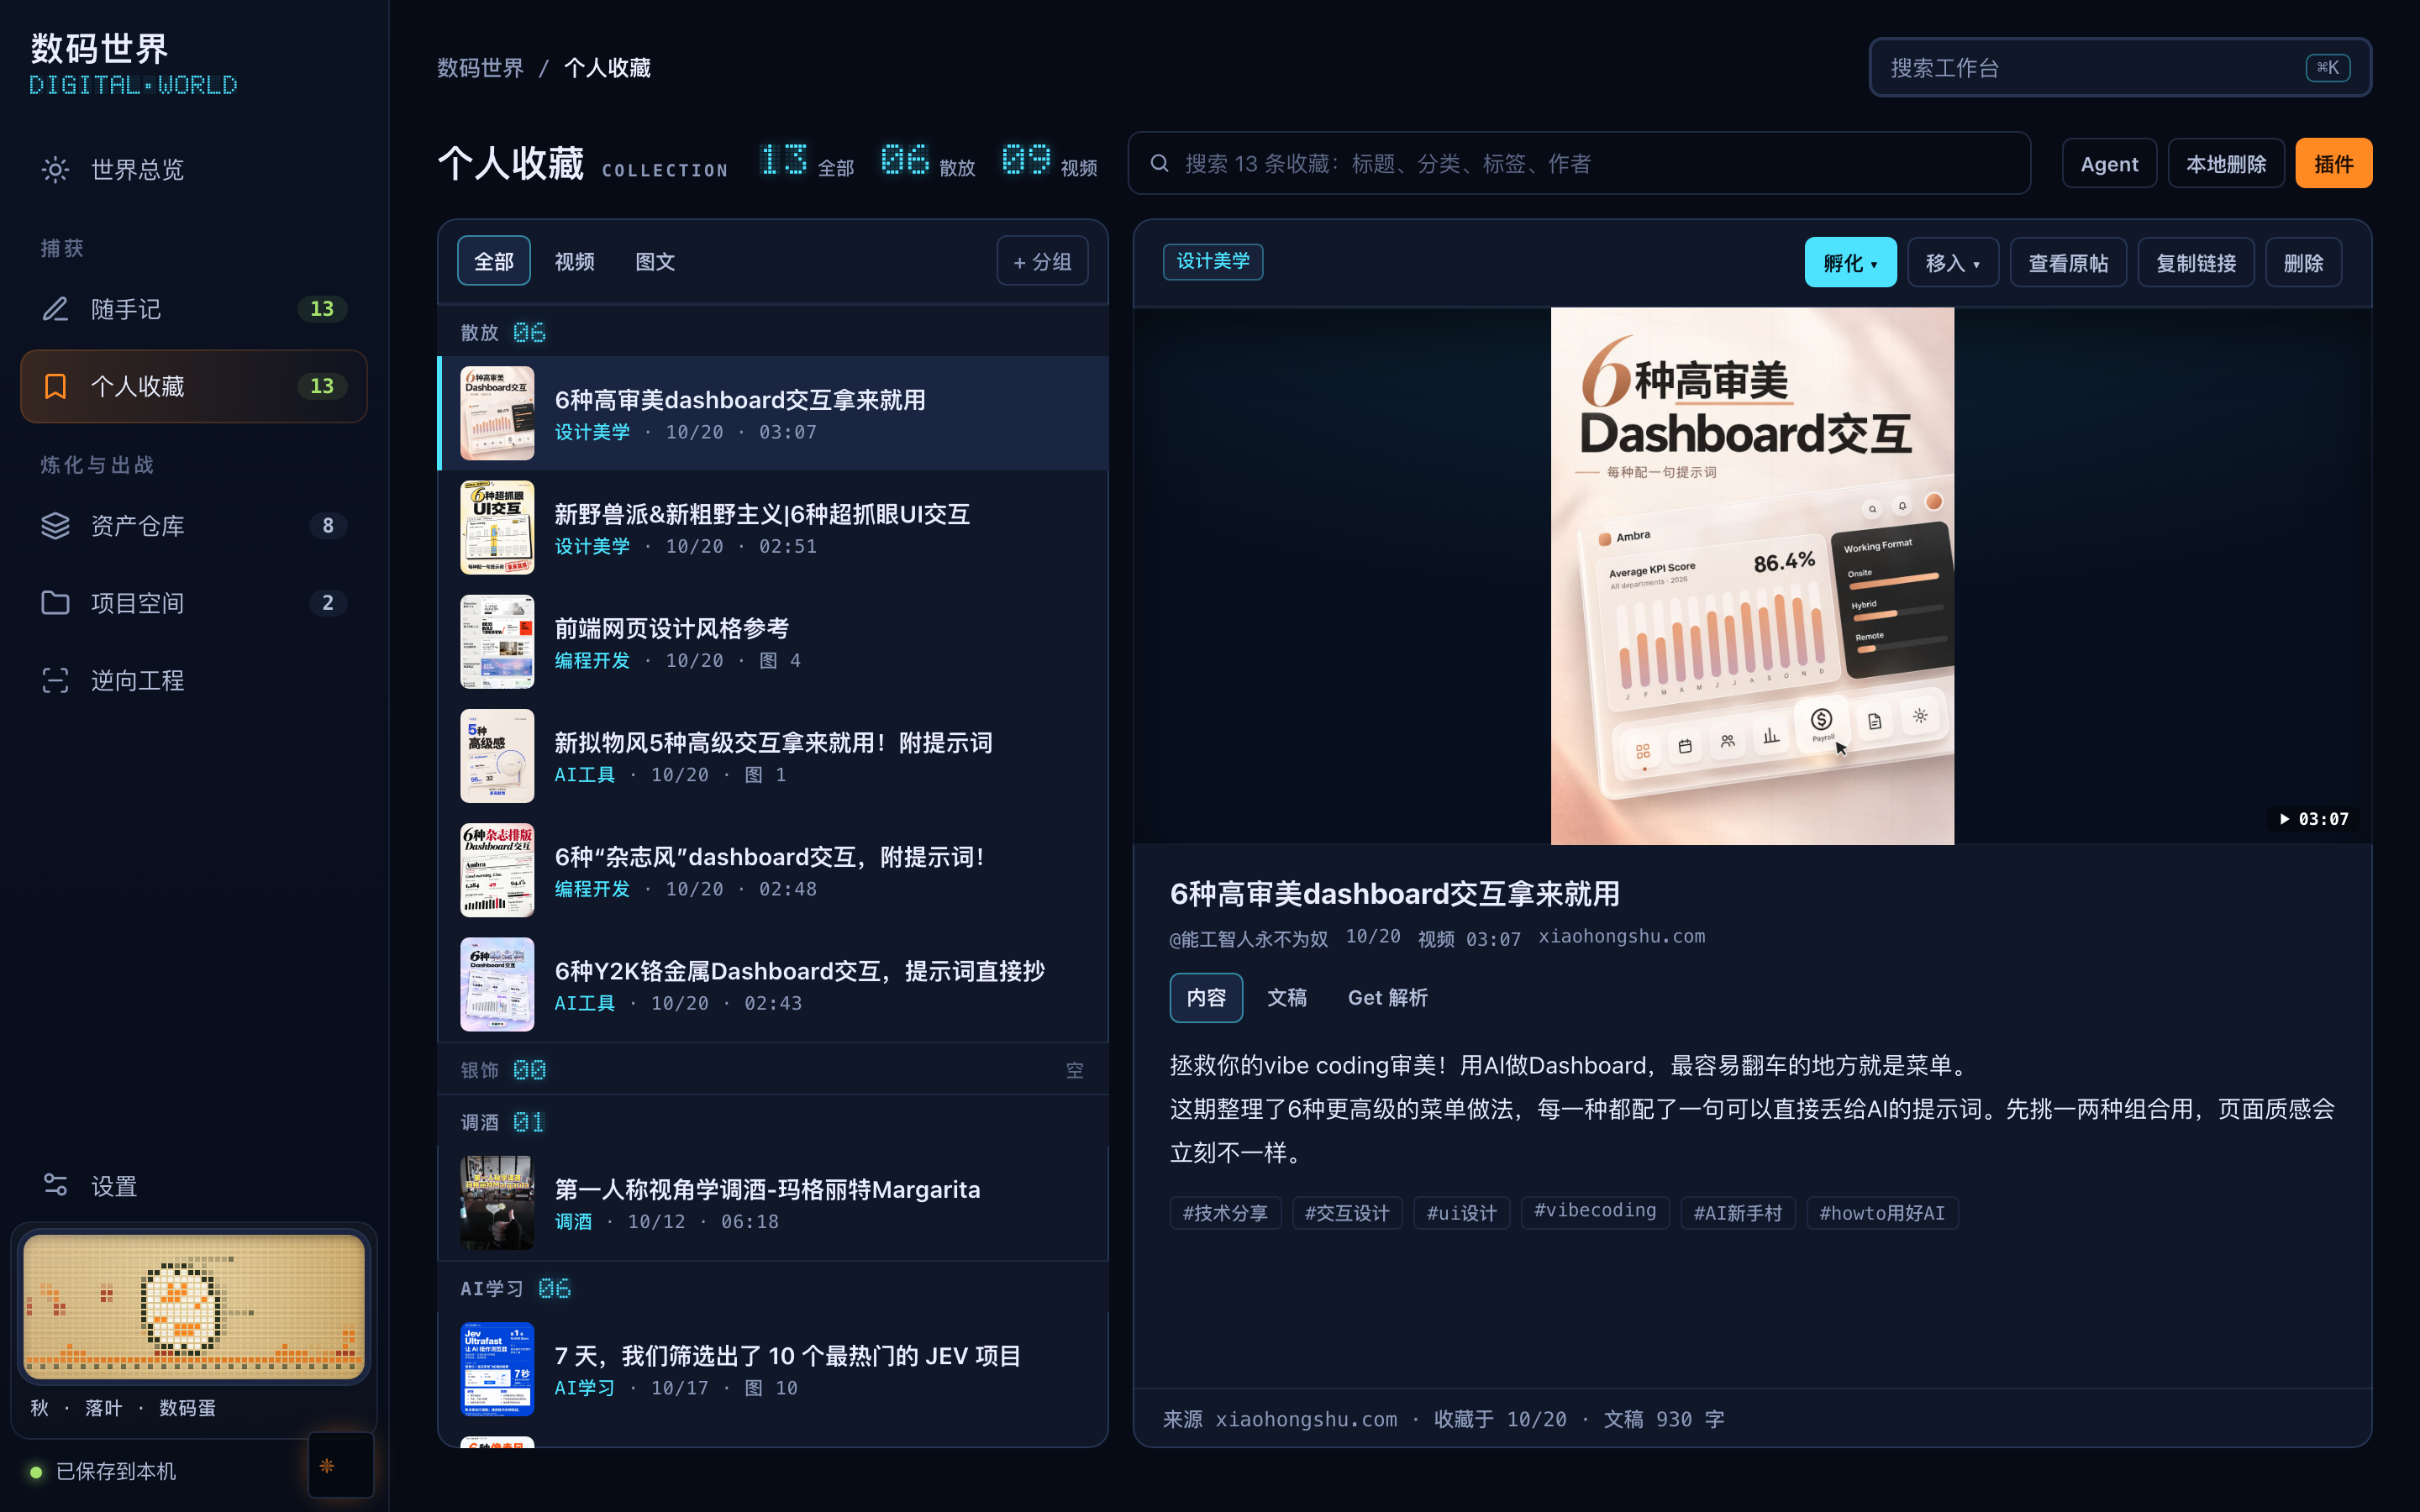 数码世界
DIGITAL·WORLD
世界总览
捕获
随手记 13
个人收藏 13
炼化与出战
资产仓库 8
项目空间 2
逆向工程
设置
秋 · 落叶 · 数码蛋
已保存到本机
数码世界 / 个人收藏
搜索工作台 ⌘K
个人收藏 COLLECTION 13 全部 06 散放 09 视频
搜索 13 条收藏：标题、分类、标签、作者
Agent 本地删除 插件
全部 视频 图文 + 分组
散放 06
6种高审美dashboard交互拿来就用
设计美学 · 10/20 · 03:07
新野兽派&新粗野主义|6种超抓眼UI交互
设计美学 · 10/20 · 02:51
前端网页设计风格参考
编程开发 · 10/20 · 图 4
新拟物风5种高级交互拿来就用！附提示词
AI工具 · 10/20 · 图 1
6种“杂志风”dashboard交互，附提示词！
编程开发 · 10/20 · 02:48
6种Y2K铬金属Dashboard交互，提示词直接抄
AI工具 · 10/20 · 02:43
银饰 00 空
调酒 01
第一人称视角学调酒-玛格丽特Margarita
调酒 · 10/12 · 06:18
AI学习 06
7 天，我们筛选出了 10 个最热门的 JEV 项目
AI学习 · 10/17 · 图 10
设计美学
孵化 ▾ 移入 ▾ 查看原帖 复制链接 删除
6种高审美
Dashboard交互
每种配一句提示词
Ambra
Average KPI Score 86.4%
All departments · 2026
J F M A M J J A S O N D
Working Format
Onsite
Hybrid
Remote
Payroll
▶ 03:07
6种高审美dashboard交互拿来就用
@能工智人永不为奴 10/20 视频 03:07 xiaohongshu.com
内容 文稿 Get 解析
拯救你的vibe coding审美！用AI做Dashboard，最容易翻车的地方就是菜单。
这期整理了6种更高级的菜单做法，每一种都配了一句可以直接丢给AI的提示词。先挑一两种组合用，页面质感会
立刻不一样。
#技术分享 #交互设计 #ui设计 #vibecoding #AI新手村 #howto用好AI
来源 xiaohongshu.com · 收藏于 10/20 · 文稿 930 字